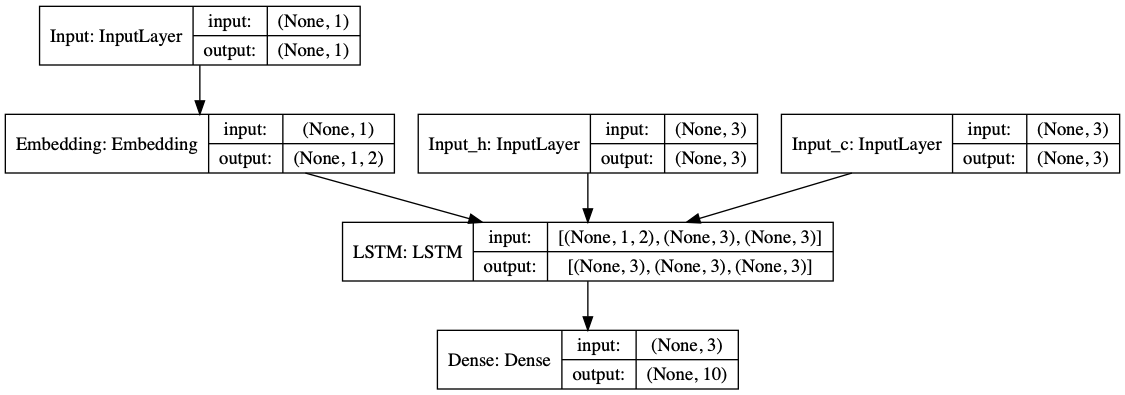 Input: InputLayer
input: (None, 1)
output: (None, 1)
Embedding: Embedding
input: (None, 1)
output: (None, 1, 2)
Input_h: InputLayer
input: (None, 3)
output: (None, 3)
Input_c: InputLayer
input: (None, 3)
output: (None, 3)
LSTM: LSTM
input: [(None, 1, 2), (None, 3), (None, 3)]
output: [(None, 3), (None, 3), (None, 3)]
Dense: Dense
input: (None, 3)
output: (None, 10)